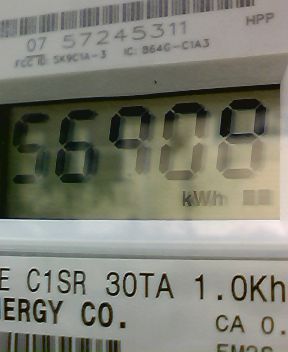 HPP
07 57245311
FCC ID: SK9C1A-3 IC: 864G-C1A3
56908
kWh
E C1SR 30TA 1.0Kh
ERGY CO.
CA 0.